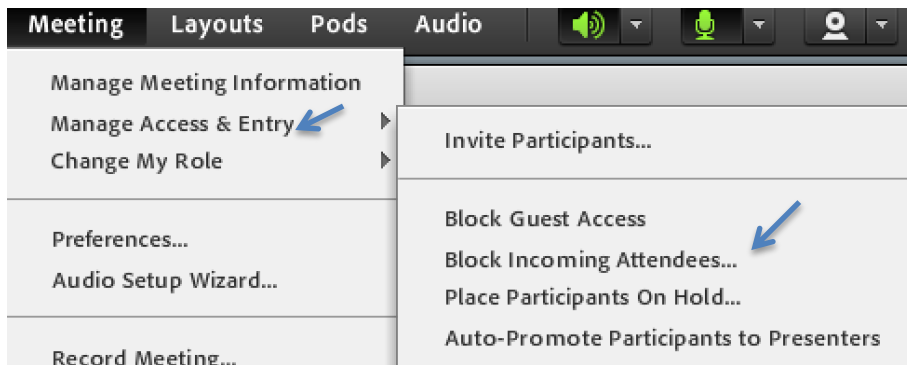 Meeting Layouts Pods Audio
Manage Meeting Information
Manage Access & Entry
Change My Role
Preferences...
Audio Setup Wizard...
Record Meeting...
Invite Participants...
Block Guest Access
Block Incoming Attendees...
Place Participants On Hold...
Auto-Promote Participants to Presenters